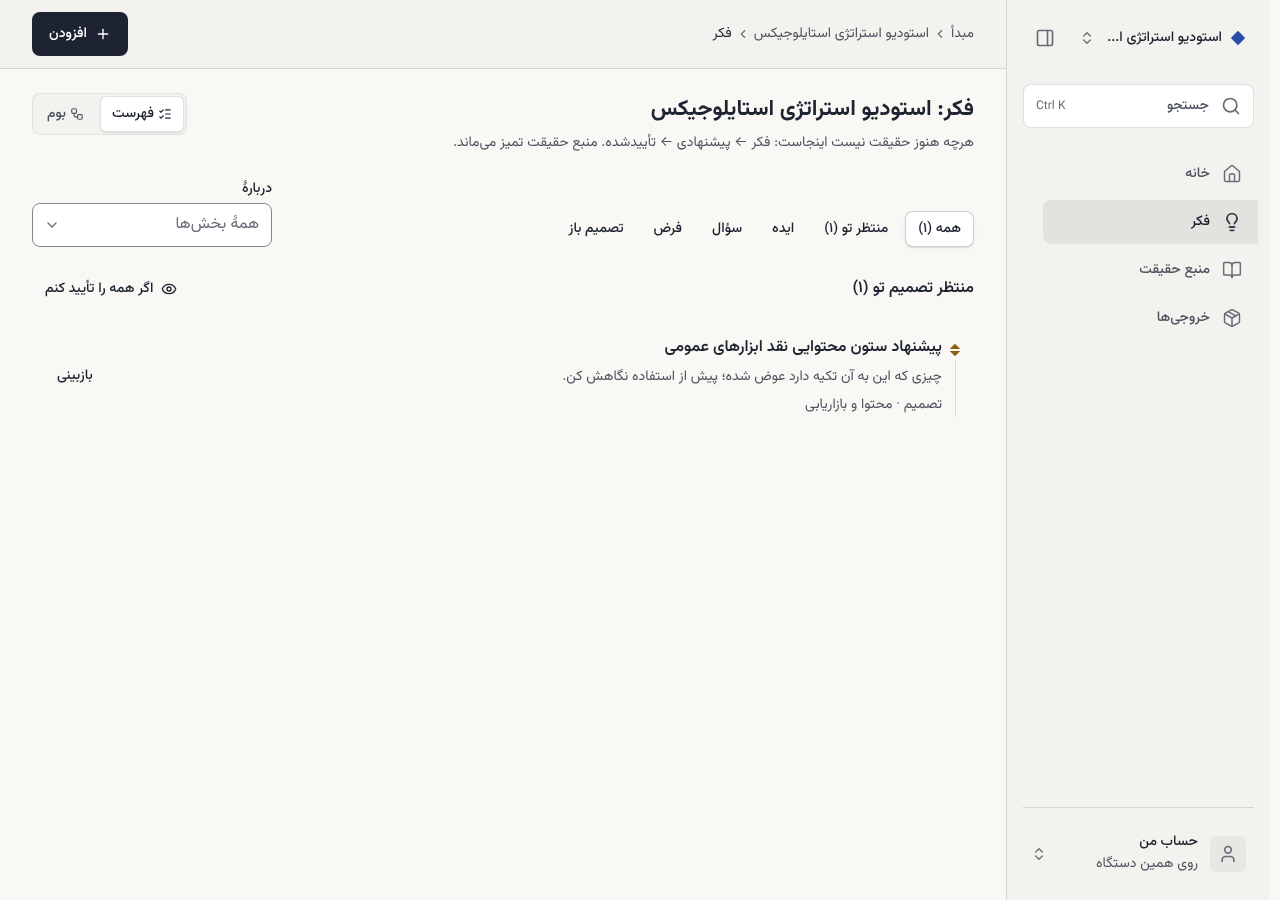 استودیو استراتژی ا...
جستجو
Ctrl K
خانه
فکر
منبع حقیقت
خروجی‌ها
حساب من
روی همین دستگاه
مبدأ › استودیو استراتژی استایلوجیکس › فکر
افزودن
فکر: استودیو استراتژی استایلوجیکس
هرچه هنوز حقیقت نیست اینجاست: فکر ← پیشنهادی ← تأییدشده. منبع حقیقت تمیز می‌ماند.
فهرست
بوم
همه (۱)
منتظر تو (۱)
ایده
سؤال
فرض
تصمیم باز
دربارهٔ
همهٔ بخش‌ها
منتظر تصمیم تو (۱)
اگر همه را تأیید کنم
پیشنهاد ستون محتوایی نقد ابزارهای عمومی
چیزی که این به آن تکیه دارد عوض شده؛ پیش از استفاده نگاهش کن.
تصمیم · محتوا و بازاریابی
بازبینی